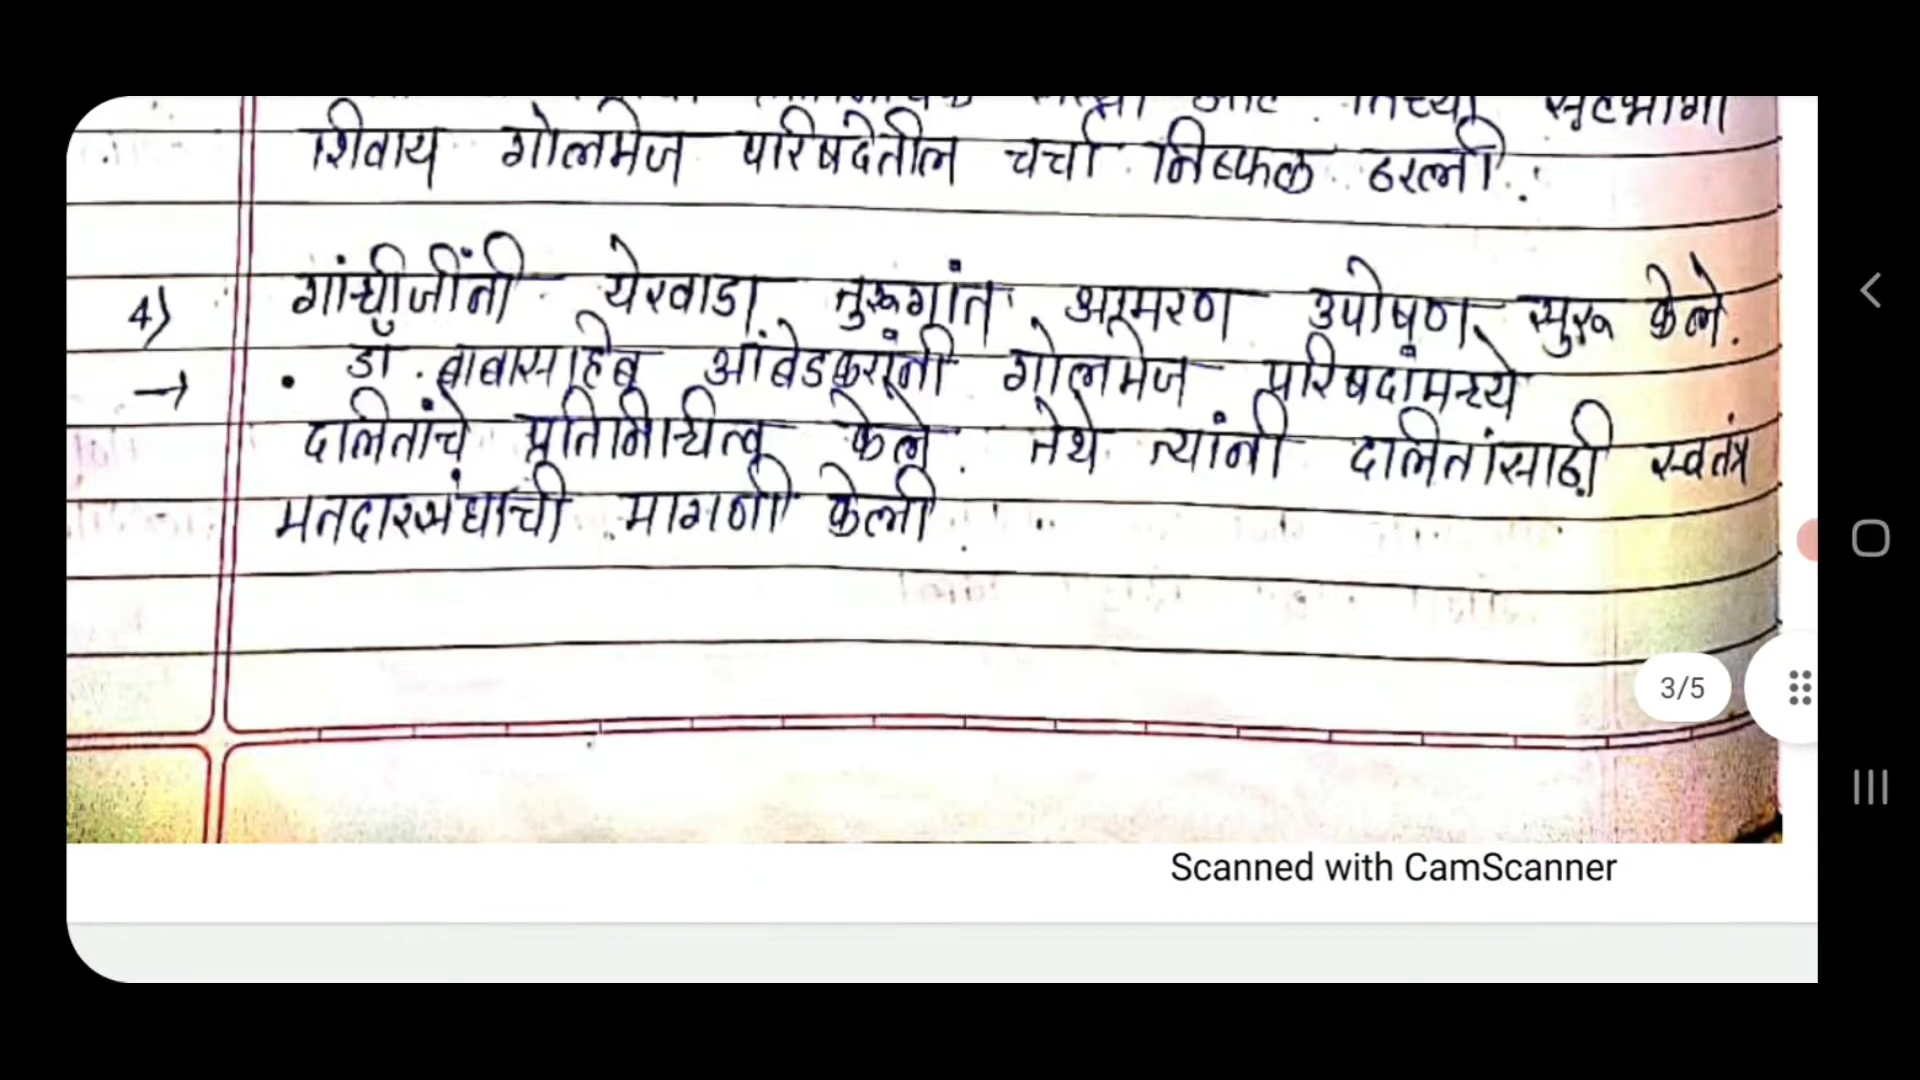 शिवाय गोलमेज परिषदेतील चर्चा निष्फळ ठरली.
4) गांधीजींनी येरवाडा तुरूंगांत आमरण उपोषण सुरू केले.
→ • डॉ. बाबासाहेब आंबेडकरांनी गोलमेज परिषदांमध्ये
दलितांचे प्रतिनिधीत्व केले. तेथे त्यांनी दलितांसाठी स्वतंत्र
मतदारसंघाची मागणी केली.
3/5
Scanned with CamScanner